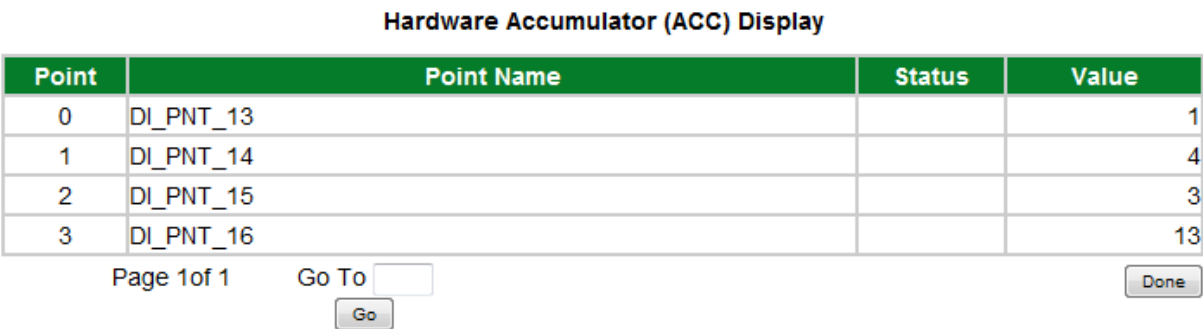 Hardware Accumulator (ACC) Display
Point Point Name Status Value
0 DI_PNT_13 1
1 DI_PNT_14 4
2 DI_PNT_15 3
3 DI_PNT_16 13
Page 1of 1 Go To Done
Go